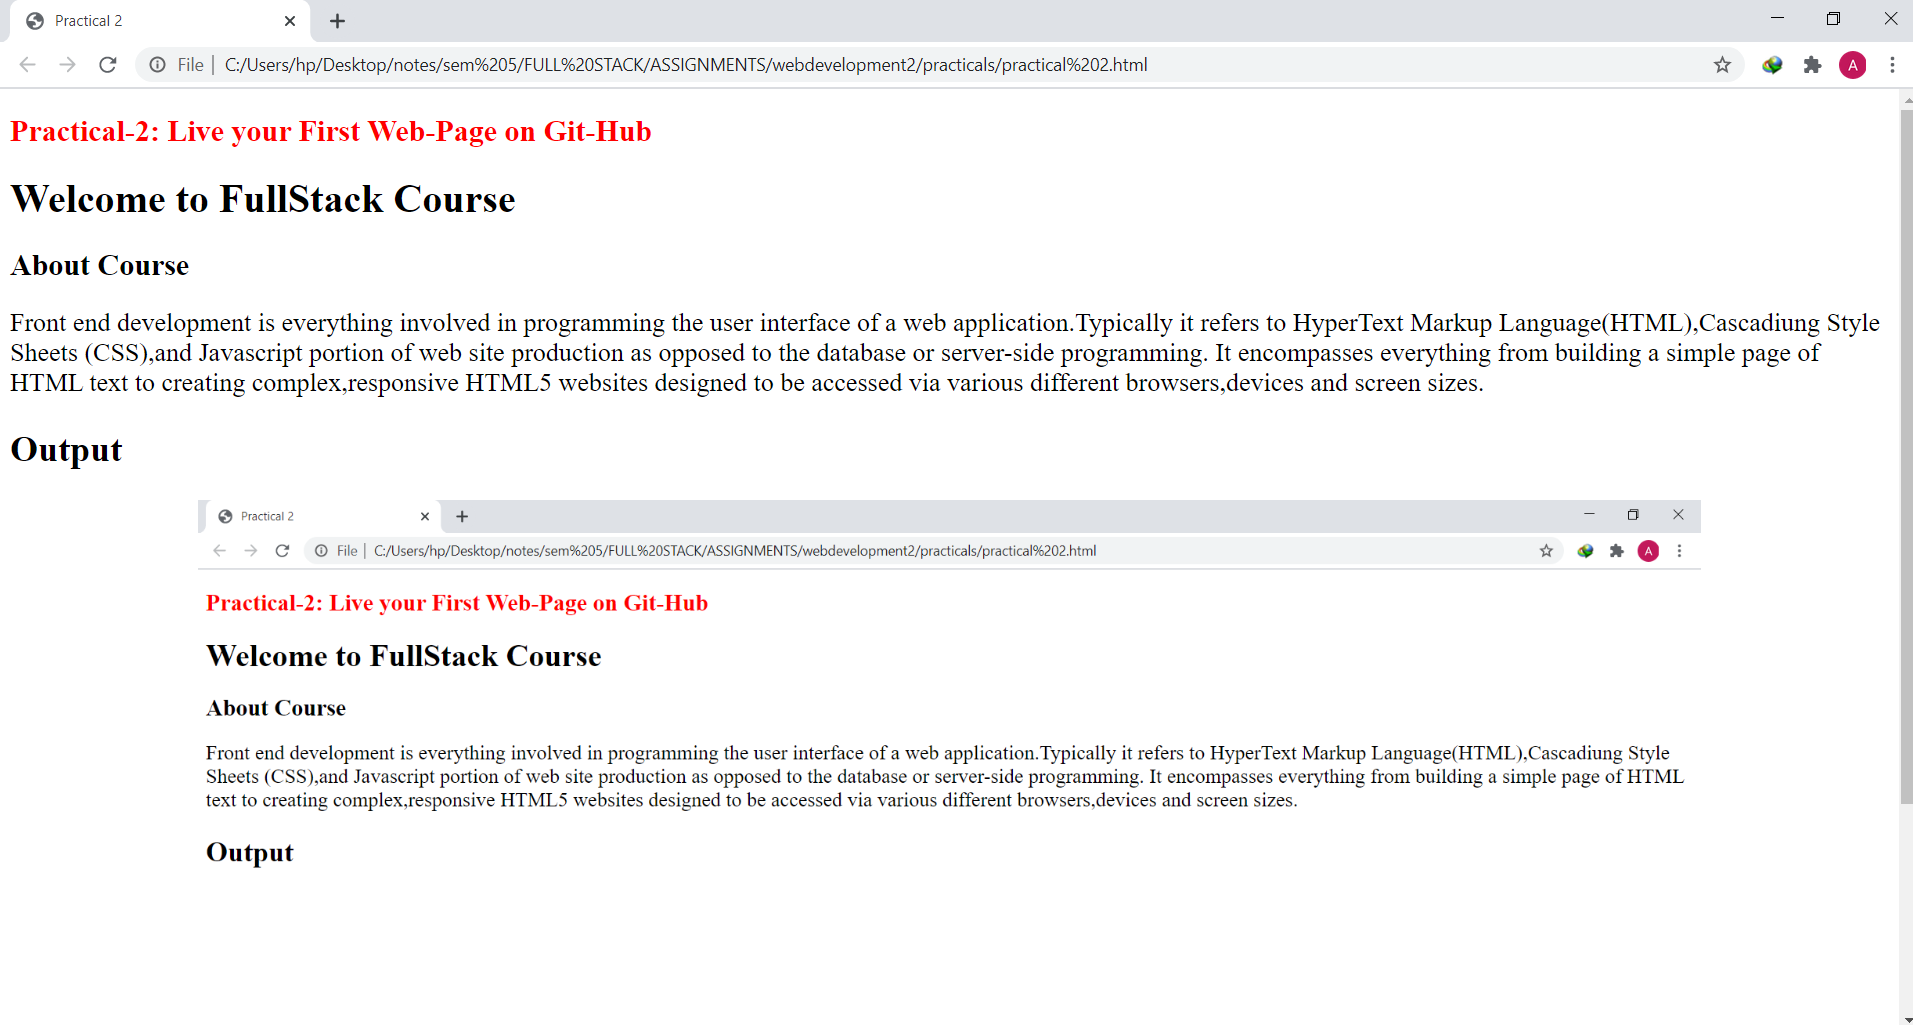 Practical 2
File | C:/Users/hp/Desktop/notes/sem%205/FULL%20STACK/ASSIGNMENTS/webdevelopment2/practicals/practical%202.html
A
Practical-2: Live your First Web-Page on Git-Hub
Welcome to FullStack Course
About Course
Front end development is everything involved in programming the user interface of a web application.Typically it refers to HyperText Markup Language(HTML),Cascadiung Style
Sheets (CSS),and Javascript portion of web site production as opposed to the database or server-side programming. It encompasses everything from building a simple page of
HTML text to creating complex,responsive HTML5 websites designed to be accessed via various different browsers,devices and screen sizes.
Output
Practical 2
File | C:/Users/hp/Desktop/notes/sem%205/FULL%20STACK/ASSIGNMENTS/webdevelopment2/practicals/practical%202.html
A
Practical-2: Live your First Web-Page on Git-Hub
Welcome to FullStack Course
About Course
Front end development is everything involved in programming the user interface of a web application.Typically it refers to HyperText Markup Language(HTML),Cascadiung Style
Sheets (CSS),and Javascript portion of web site production as opposed to the database or server-side programming. It encompasses everything from building a simple page of HTML
text to creating complex,responsive HTML5 websites designed to be accessed via various different browsers,devices and screen sizes.
Output